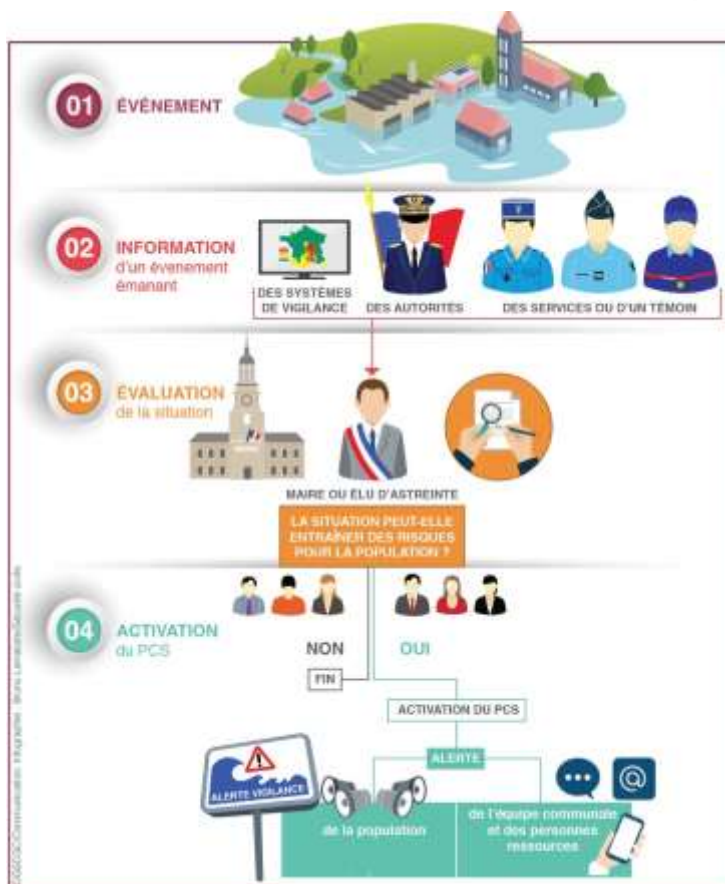 01
ÉVÉNEMENT
02
INFORMATION
d'un évenement
émanant
DES SYSTÈMES
DE VIGILANCE
DES AUTORITÉS
DES SERVICES OU D'UN TÉMOIN
03
ÉVALUATION
de la situation
MAIRE OU ÉLU D'ASTREINTE
LA SITUATION PEUT-ELLE
ENTRAÎNER DES RISQUES
POUR LA POPULATION ?
04
ACTIVATION
du PCS
NON
OUI
FIN
ACTIVATION DU PCS
ALERTE
ALERTE VIGILANCE
de la population
de l'équipe communale
et des personnes
ressources